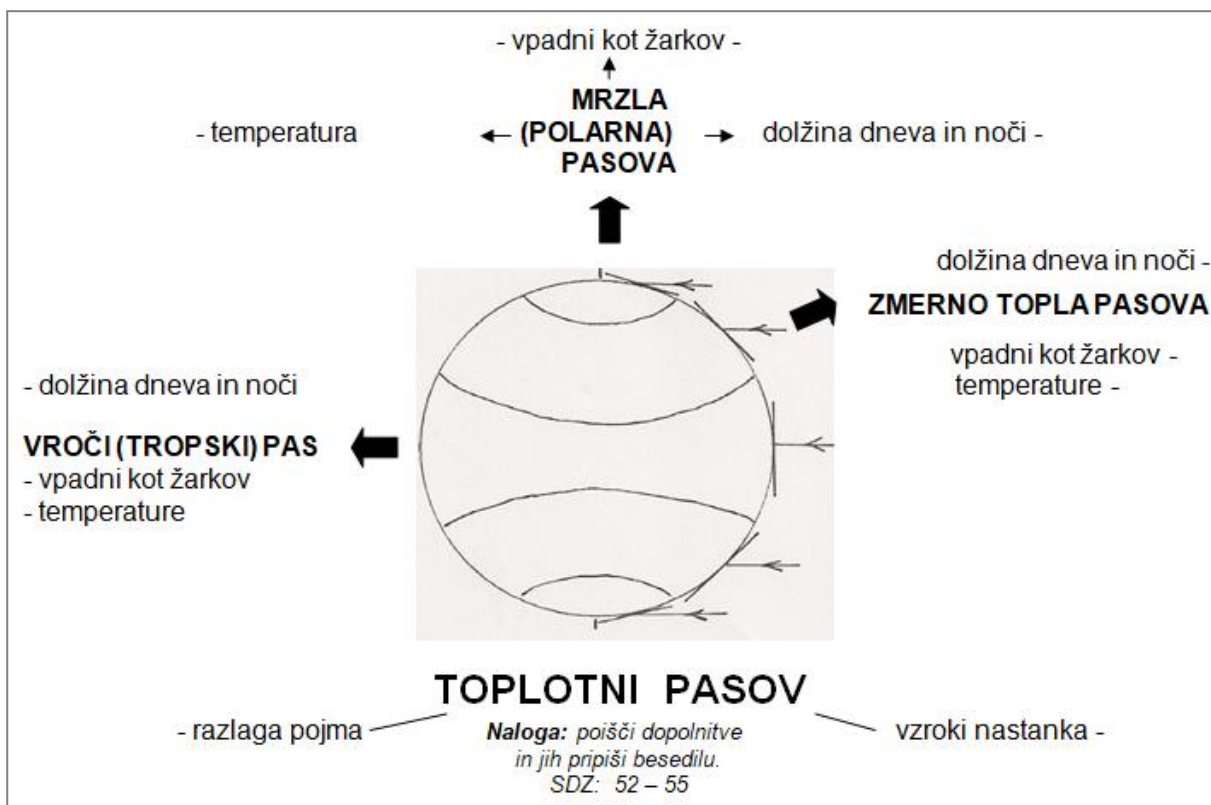 - vpadni kot žarkov -
MRZLA
- temperatura (POLARNA) dolžina dneva in noči -
PASOVA
dolžina dneva in noči -
ZMERNO TOPLA PASOVA
vpadni kot žarkov -
temperature -
- dolžina dneva in noči
VROČI (TROPSKI) PAS
- vpadni kot žarkov
- temperature
TOPLOTNI PASOV
- razlaga pojma Naloga: poišči dopolnitve vzroki nastanka -
in jih pripiši besedilu.
SDZ: 52 – 55